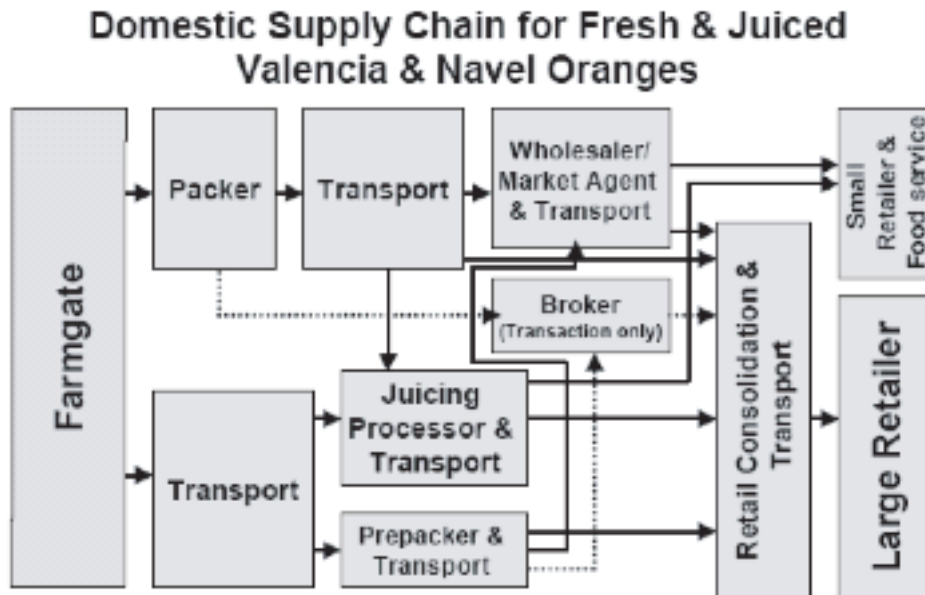 Domestic Supply Chain for Fresh & Juiced
Valencia & Navel Oranges
Farmgate
Packer
Transport
Wholesaler/
Market Agent
& Transport
Small
Retailer &
Food service
Broker
(Transaction only)
Transport
Juicing
Processor &
Transport
Prepacker &
Transport
Retail Consolidation &
Transport
Large Retailer